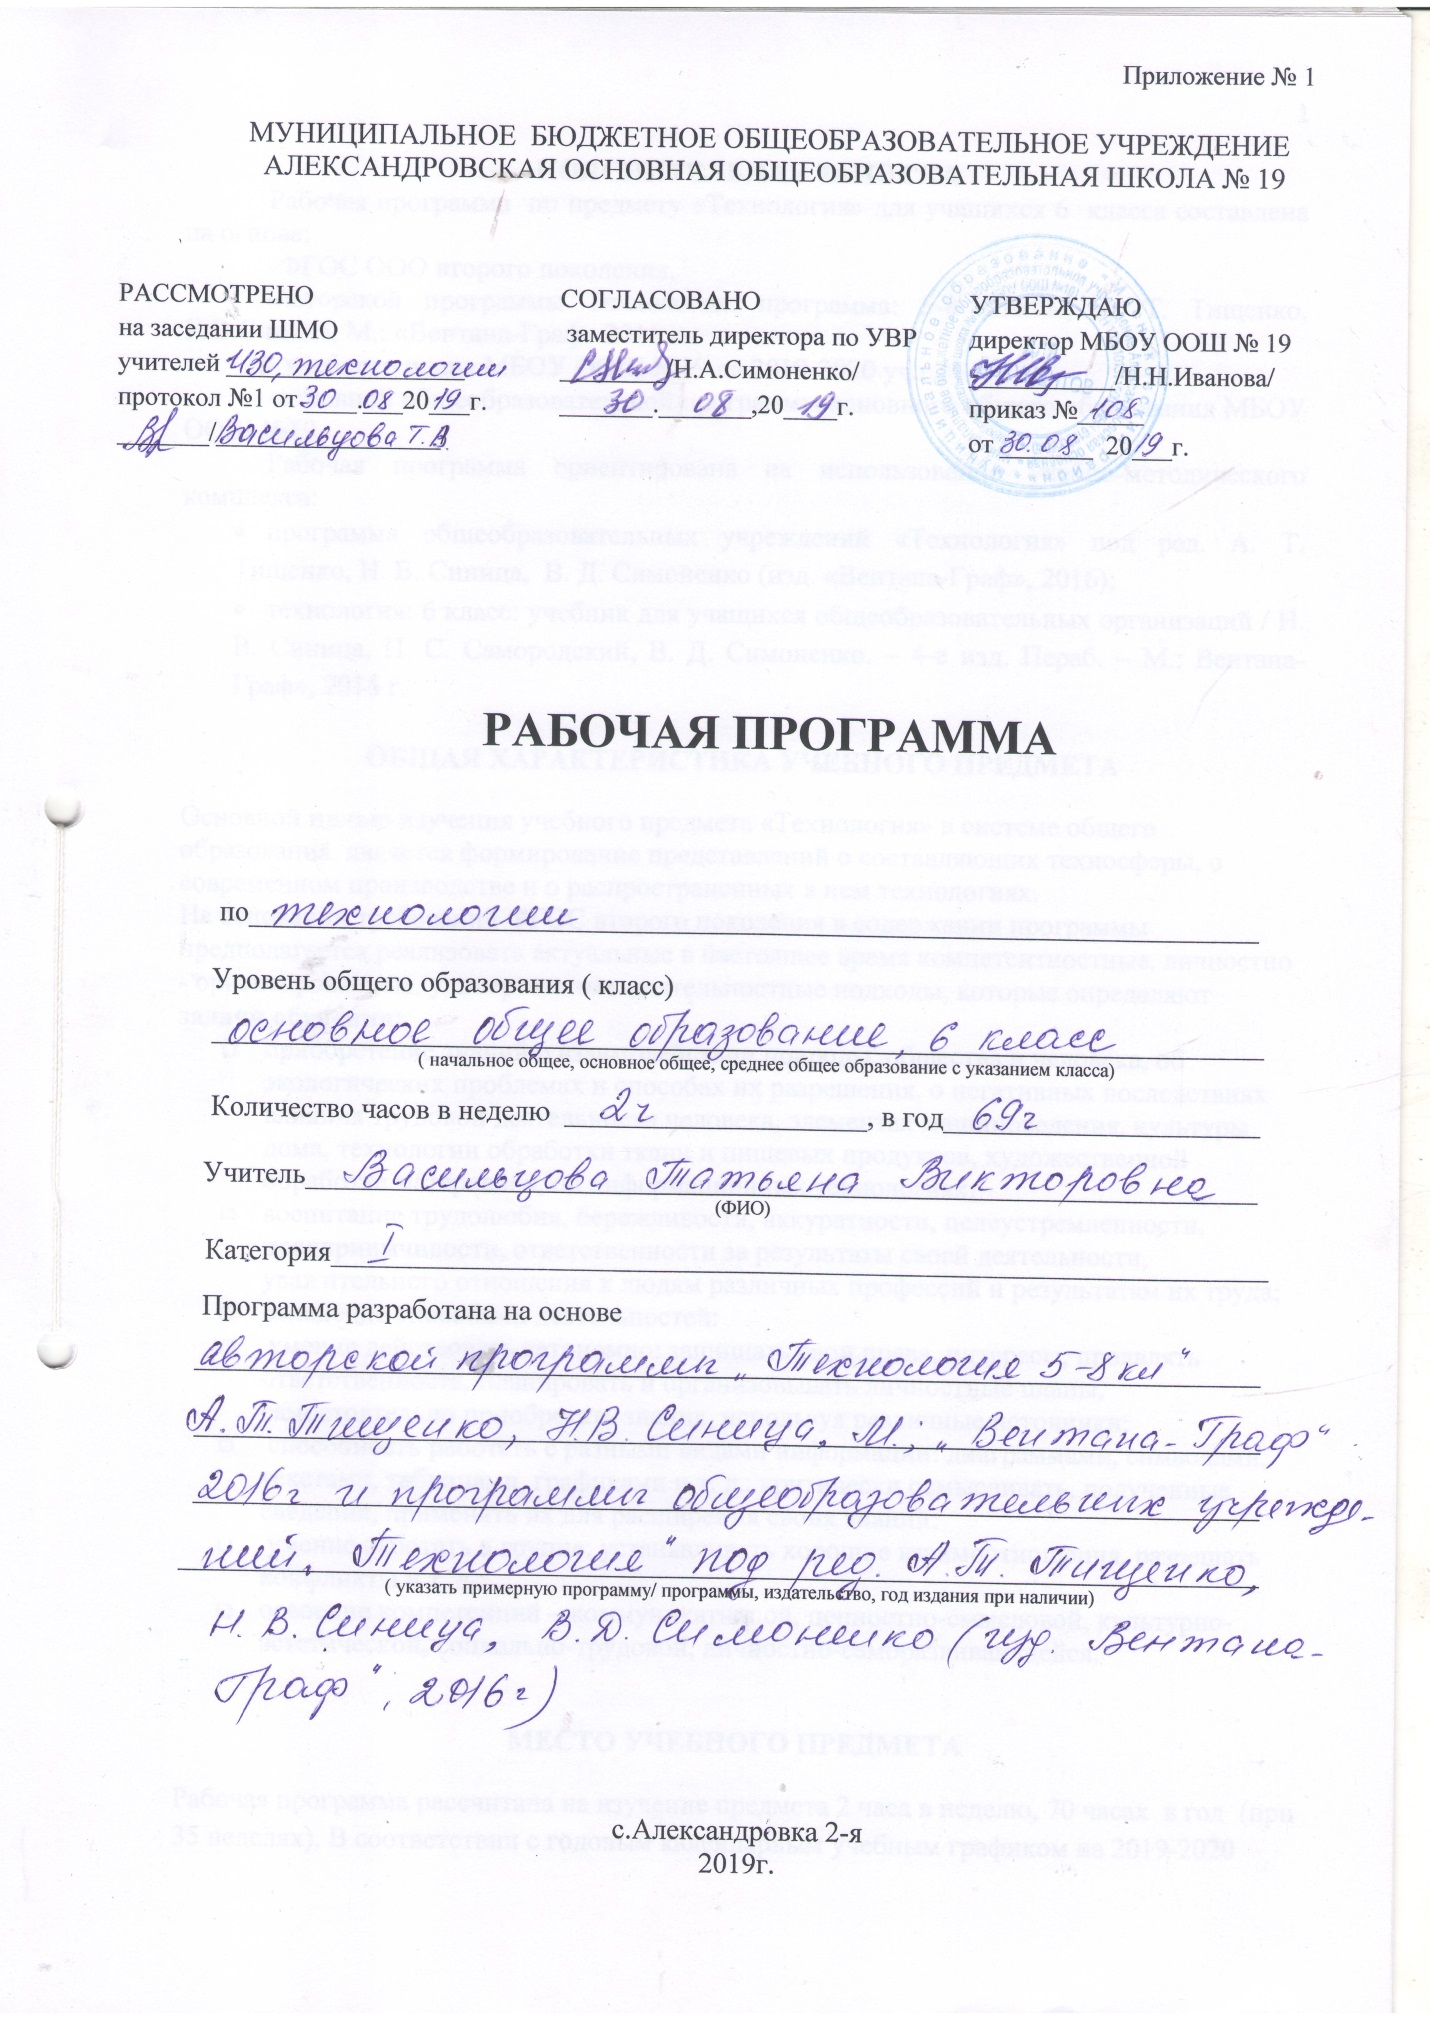 Приложение № 1
МУНИЦИПАЛЬНОЕ БЮДЖЕТНОЕ ОБЩЕОБРАЗОВАТЕЛЬНОЕ УЧРЕЖДЕНИЕ
АЛЕКСАНДРОВСКАЯ ОСНОВНАЯ ОБЩЕОБРАЗОВАТЕЛЬНАЯ ШКОЛА № 19
РАССМОТРЕНО
на заседании ШМО
учителей ИЗО, технологии
протокол №1 от 30.08 2019 г.
/Васильцова Т.В
СОГЛАСОВАНО
заместитель директора по УВР
/Н.А.Симоненко/
30.08,2019г.
УТВЕРЖДАЮ
директор МБОУ ООШ № 19
/Н.Н.Иванова/
приказ № 108
от 30.08 2019 г.
РАБОЧАЯ ПРОГРАММА
по технологии
Уровень общего образования ( класс)
основное общее образование, 6 класс
( начальное общее, основное общее, среднее общее образование с указанием класса)
Количество часов в неделю 2ч, в год 69ч
Учитель Васильцова Татьяна Викторовна
(ФИО)
Категория I
Программа разработана на основе
авторской программы „Технология 5-8 кл"
А.Т. Тищенко, Н.В. Синица, М., „Вентана-Граф"
2016г и программы общеобразовательных учрежде-
ний „Технология" под ред. А.Т. Тищенко,
( указать примерную программу/ программы, издательство, год издания при наличии)
Н.В. Синица, В.Д. Симоненко (изд. Вентана-
Граф", 2016г)
с.Александровка 2-я
2019г.